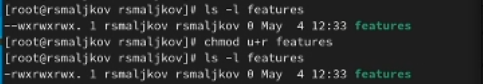 [root@rsmaljkov rsmaljkov]# ls -l features
--wxrwxrwx. 1 rsmaljkov rsmaljkov 0 May  4 12:33 features
[root@rsmaljkov rsmaljkov]# chmod u+r features
[root@rsmaljkov rsmaljkov]# ls -l features
-rwxrwxrwx. 1 rsmaljkov rsmaljkov 0 May  4 12:33 features